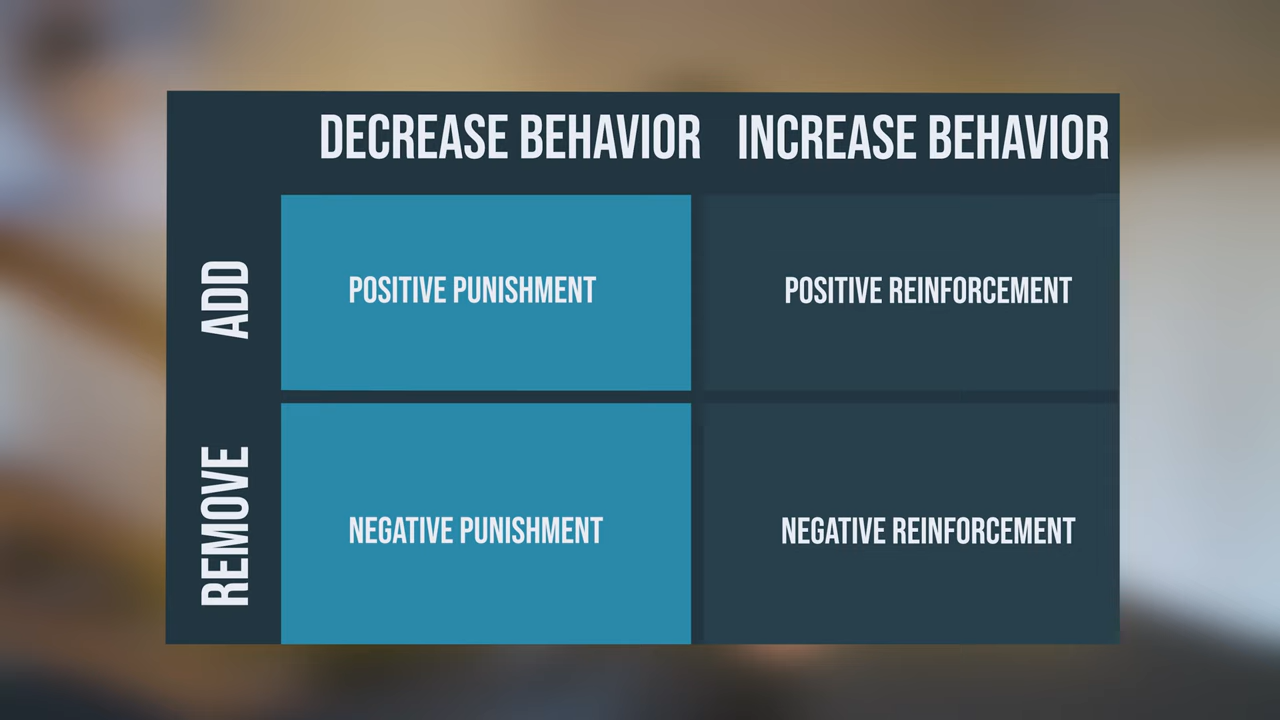 DECREASE BEHAVIOR
INCREASE BEHAVIOR
ADD
POSITIVE PUNISHMENT
POSITIVE REINFORCEMENT
REMOVE
NEGATIVE PUNISHMENT
NEGATIVE REINFORCEMENT